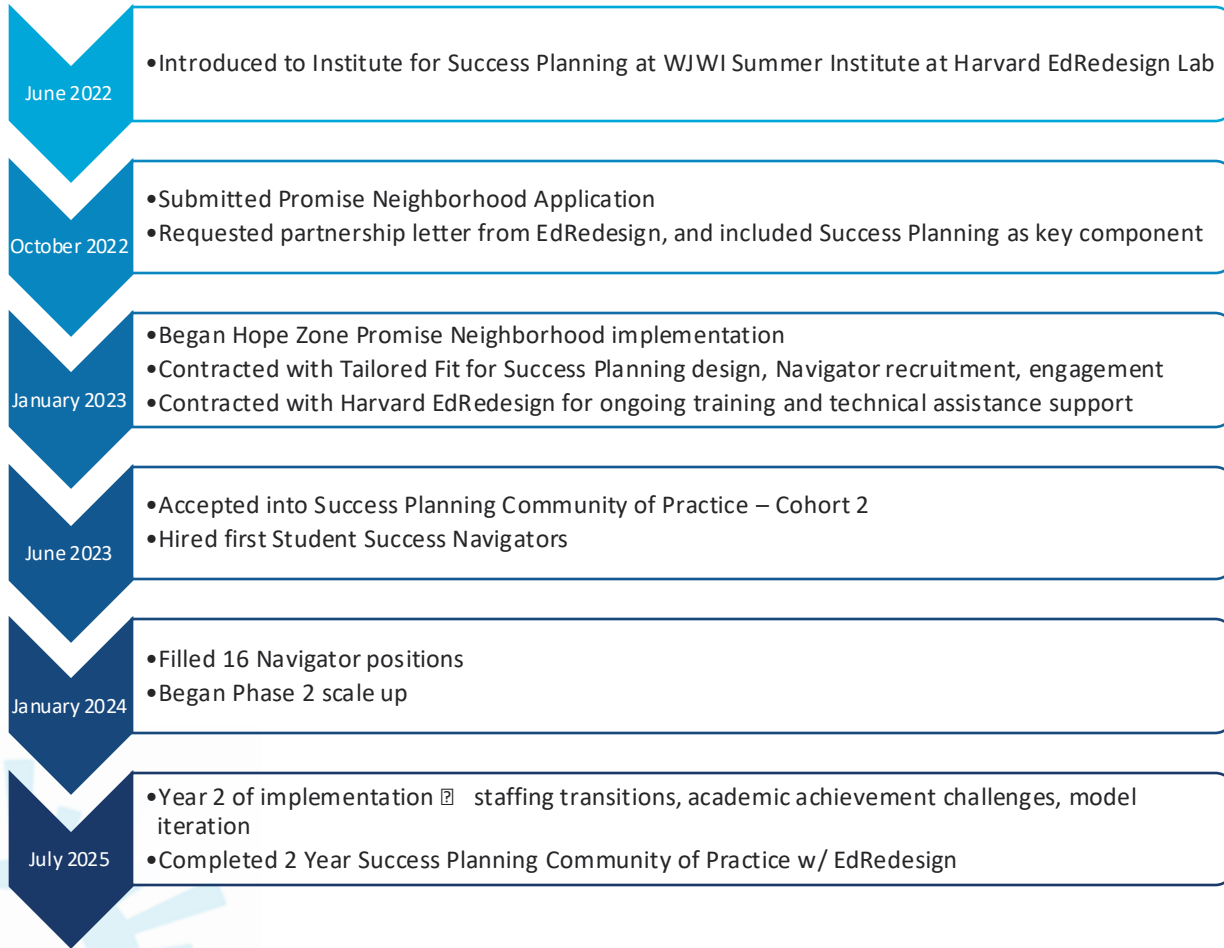 June 2022
•Introduced to Institute for Success Planning at WJWI Summer Institute at Harvard EdRedesign Lab
October 2022
•Submitted Promise Neighborhood Application
•Requested partnership letter from EdRedesign, and included Success Planning as key component
January 2023
•Began Hope Zone Promise Neighborhood implementation
•Contracted with Tailored Fit for Success Planning design, Navigator recruitment, engagement
•Contracted with Harvard EdRedesign for ongoing training and technical assistance support
June 2023
•Accepted into Success Planning Community of Practice – Cohort 2
•Hired first Student Success Navigators
January 2024
•Filled 16 Navigator positions
•Began Phase 2 scale up
July 2025
•Year 2 of implementation ⍰ staffing transitions, academic achievement challenges, model
iteration
•Completed 2 Year Success Planning Community of Practice w/ EdRedesign